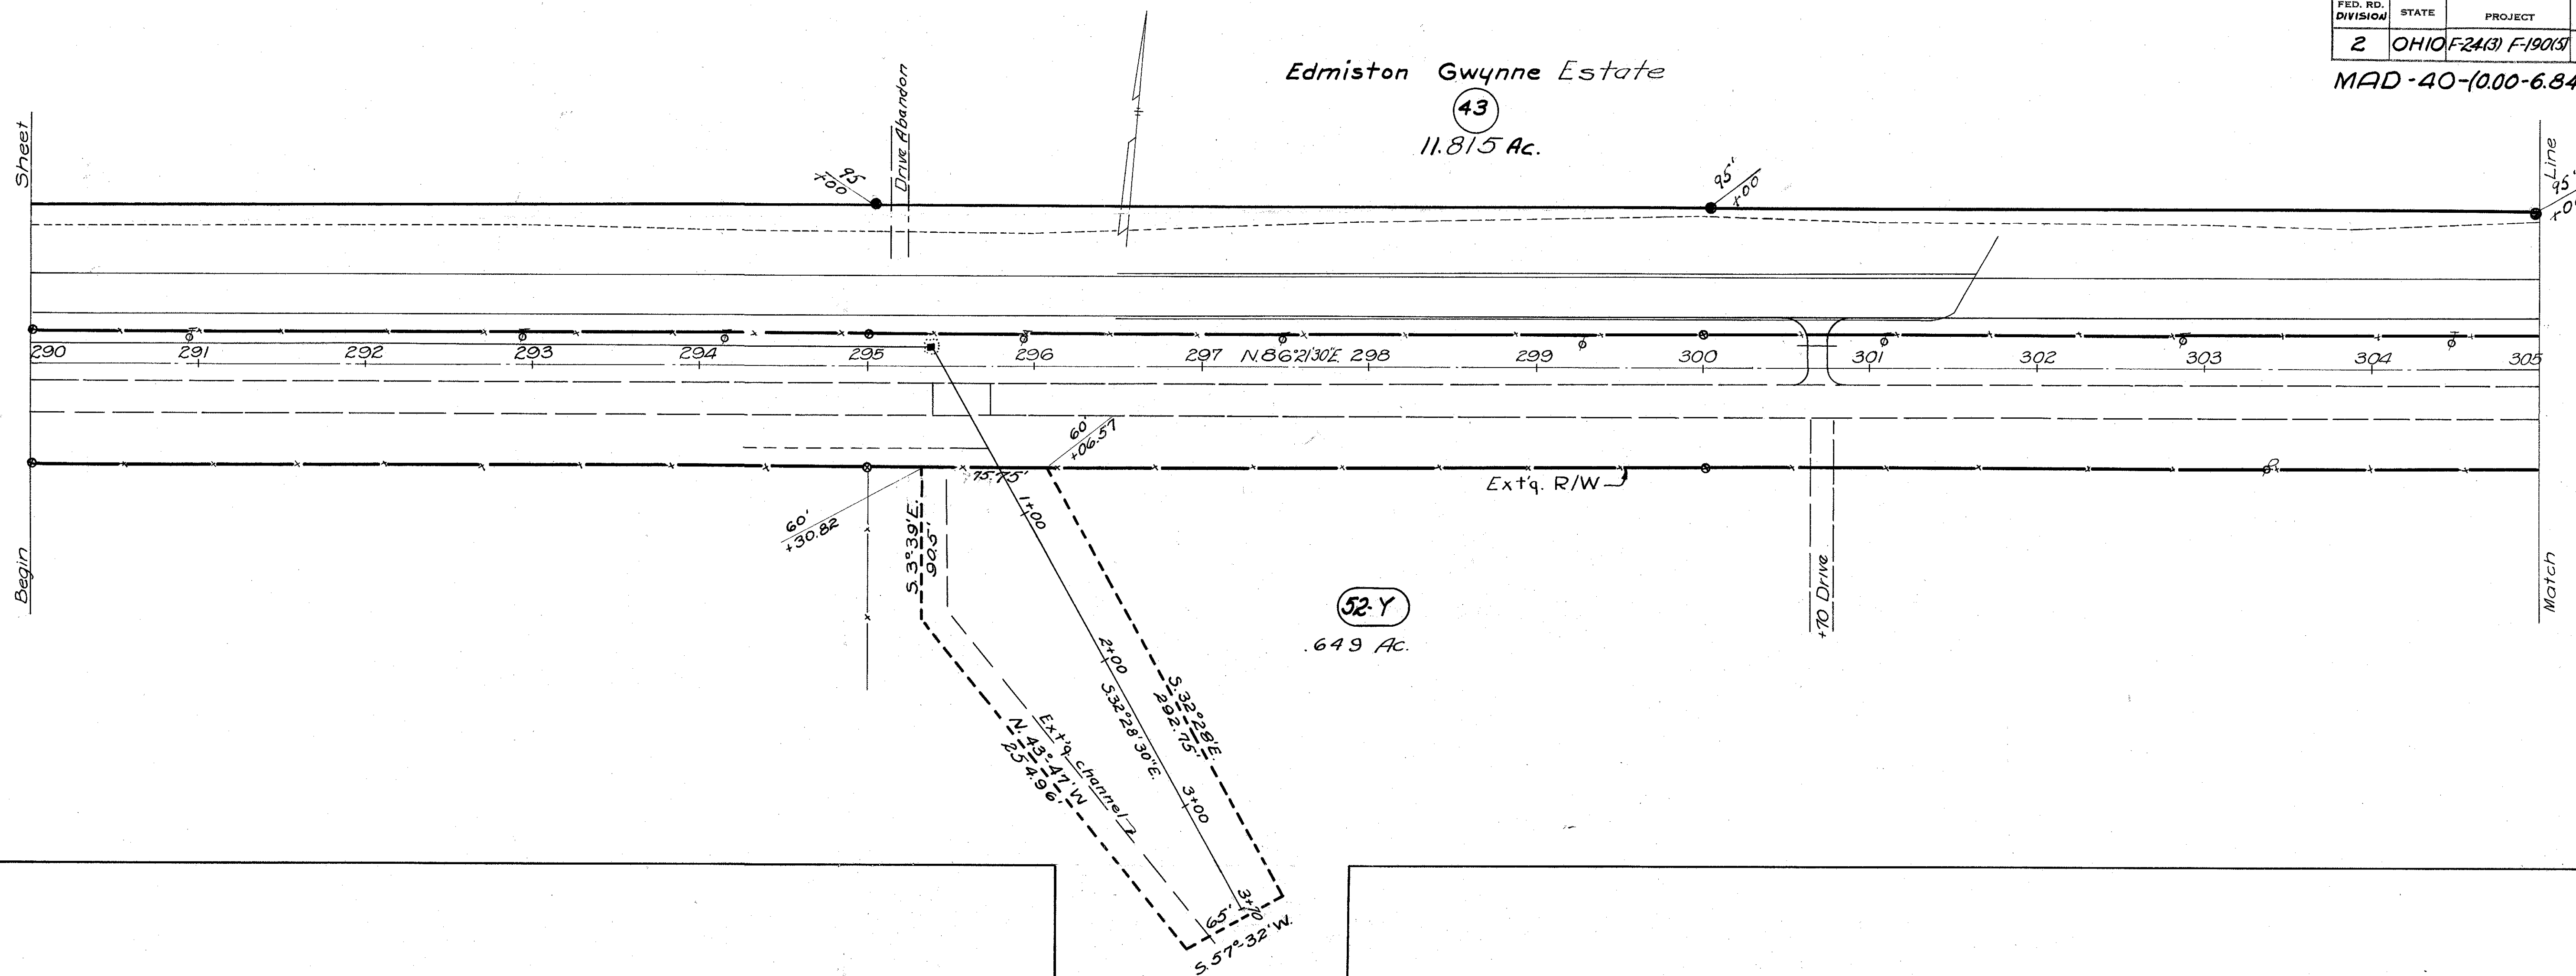 FED. RD. DIVISION STATE PROJECT
2 OHIO F-24(3) F-190(5)
MAD-40-(0.00-6.84
Edmiston Gwynne Estate
43
11.815 Ac.
Sheet
Line
Drive Abandon
95
+00
95'
+00
95'
290 291 292 293 294 295 296 297 N.86°21'30"E. 298 299 300 301 302 303 304 305
60'
+06.57
75.75'
Ext'g. R/W
60'
+30.82
S.3°39'E.
90.5'
1+00
Begin
Match
+70 Drive
52-Y
.649 Ac.
2+00
S.32°28'30"E.
S.32°28'E.
292.75'
Ext'g. channel
N.43°-47'W
254.96'
3+00
3+70
65'
S.57°-32'W.